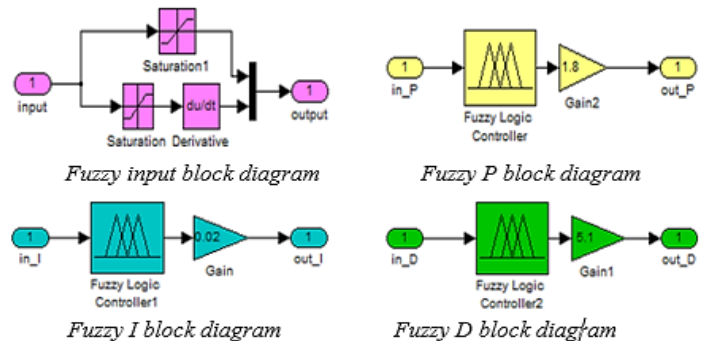 Saturation1
1
input
Saturation
du/dt
Derivative
1
output
Fuzzy input block diagram
1
in_P
Fuzzy Logic
Controller
1.8
Gain2
1
out_P
Fuzzy P block diagram
1
in_I
Fuzzy Logic
Controller1
0.02
Gain
1
out_I
Fuzzy I block diagram
1
in_D
Fuzzy Logic
Controller2
5.1
Gain1
1
out_D
Fuzzy D block diagram